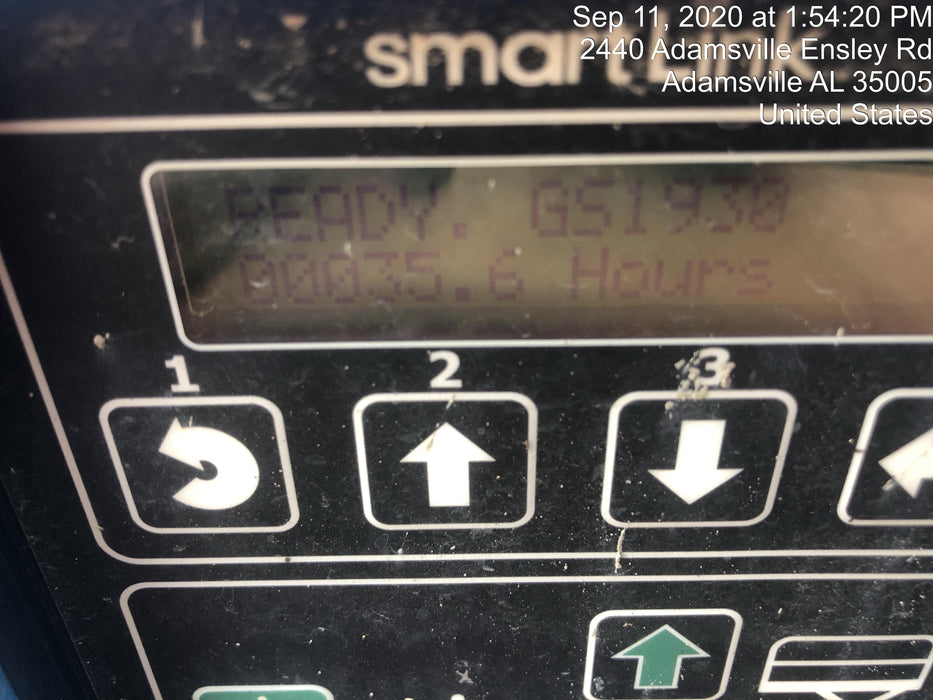 Sep 11, 2020 at 1:54:20 PM
2440 Adamsville Ensley Rd
Adamsville AL 35005
United States
smart
READY. GS1930
00035.6 Hours
1 2 3